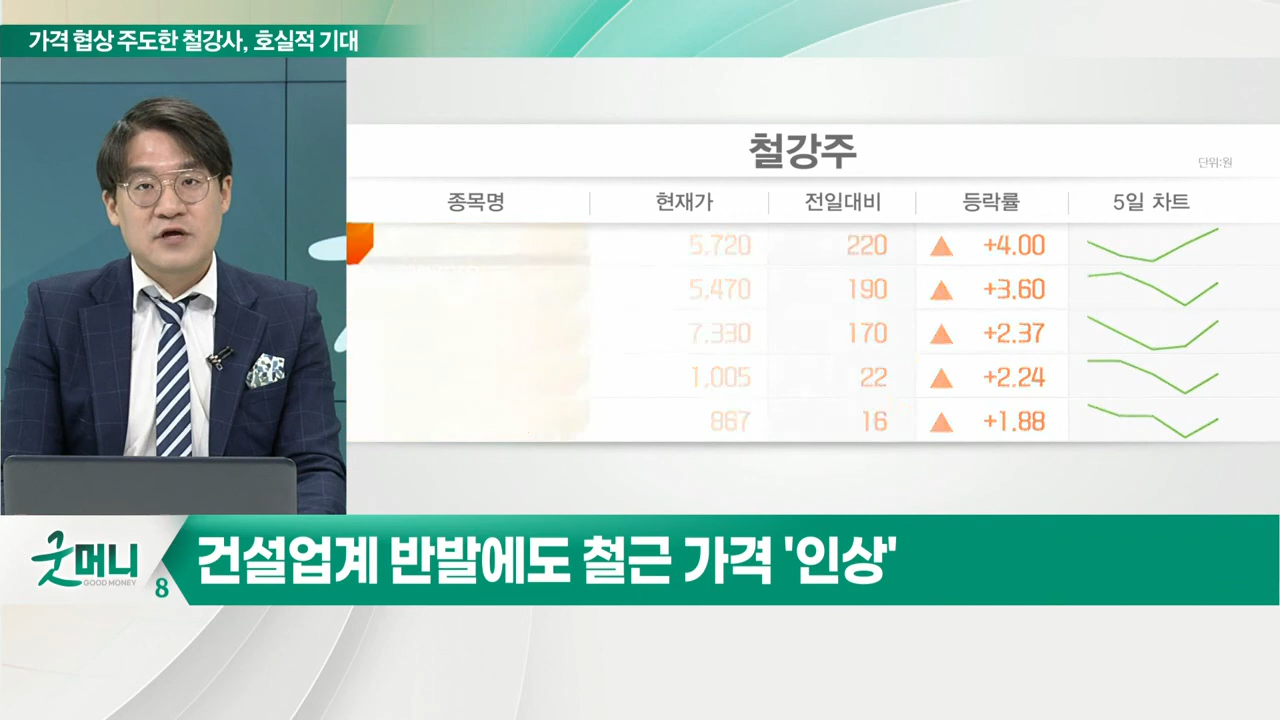 가격 협상 주도한 철강사, 호실적 기대
철강주
단위:원
종목명 현재가 전일대비 등락률 5일 차트
5,720 220 ▲ +4.00
5,470 190 ▲ +3.60
7,330 170 ▲ +2.37
1,005 22 ▲ +2.24
867 16 ▲ +1.88
굿머니
GOOD MONEY
8
건설업계 반발에도 철근 가격 '인상'